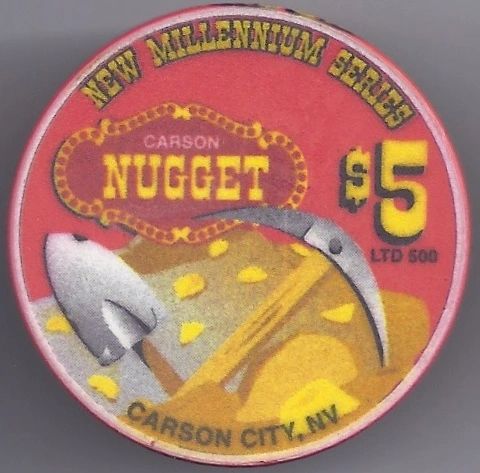 NEW MILLENNIUM SERIES
CARSON
NUGGET
$5
LTD 500
CARSON CITY, NV